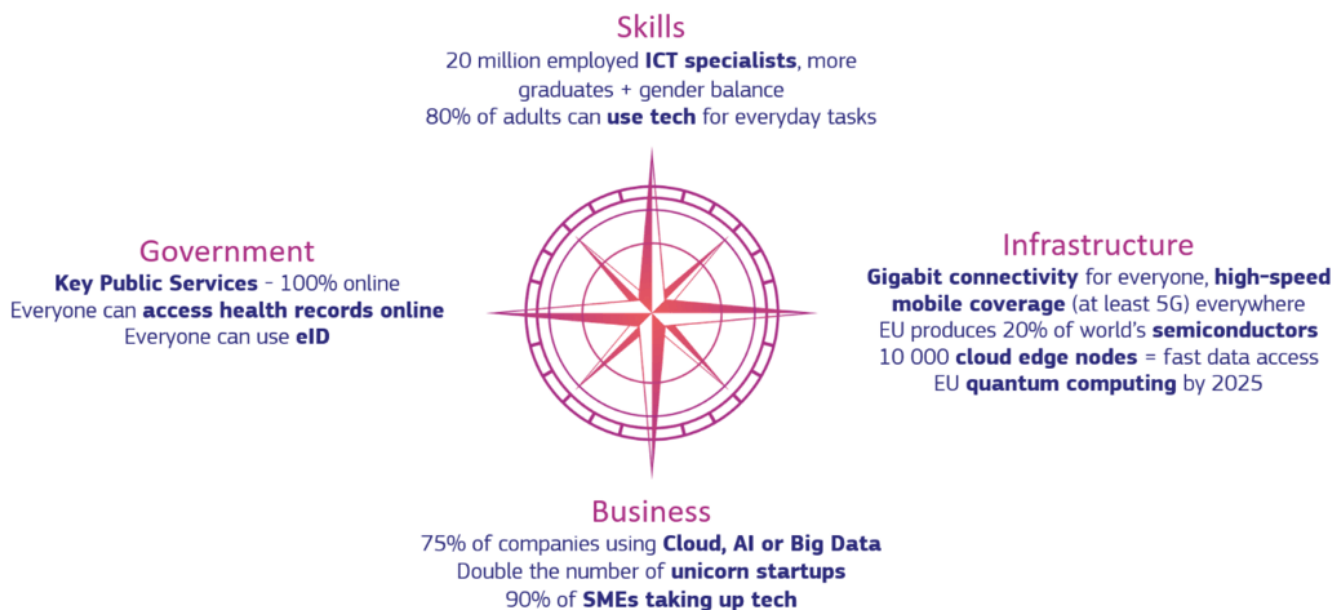 Skills
20 million employed ICT specialists, more
graduates + gender balance
80% of adults can use tech for everyday tasks
Government
Key Public Services - 100% online
Everyone can access health records online
Everyone can use eID
Infrastructure
Gigabit connectivity for everyone, high-speed
mobile coverage (at least 5G) everywhere
EU produces 20% of world's semiconductors
10 000 cloud edge nodes = fast data access
EU quantum computing by 2025
Business
75% of companies using Cloud, AI or Big Data
Double the number of unicorn startups
90% of SMEs taking up tech